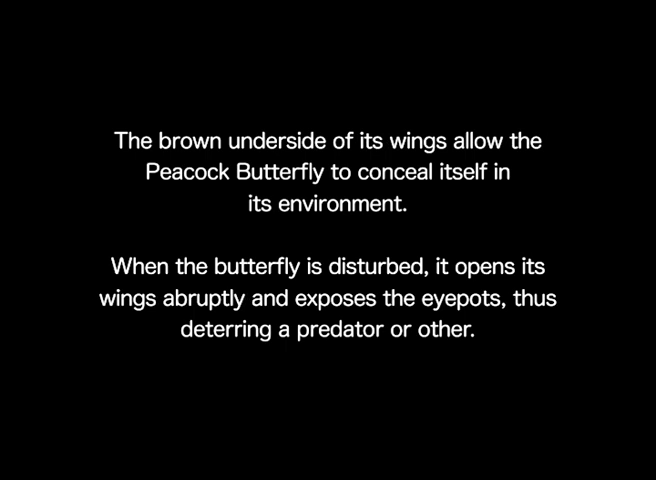 The brown underside of its wings allow the
Peacock Butterfly to conceal itself in
its environment.
When the butterfly is disturbed, it opens its
wings abruptly and exposes the eyepots, thus
deterring a predator or other.